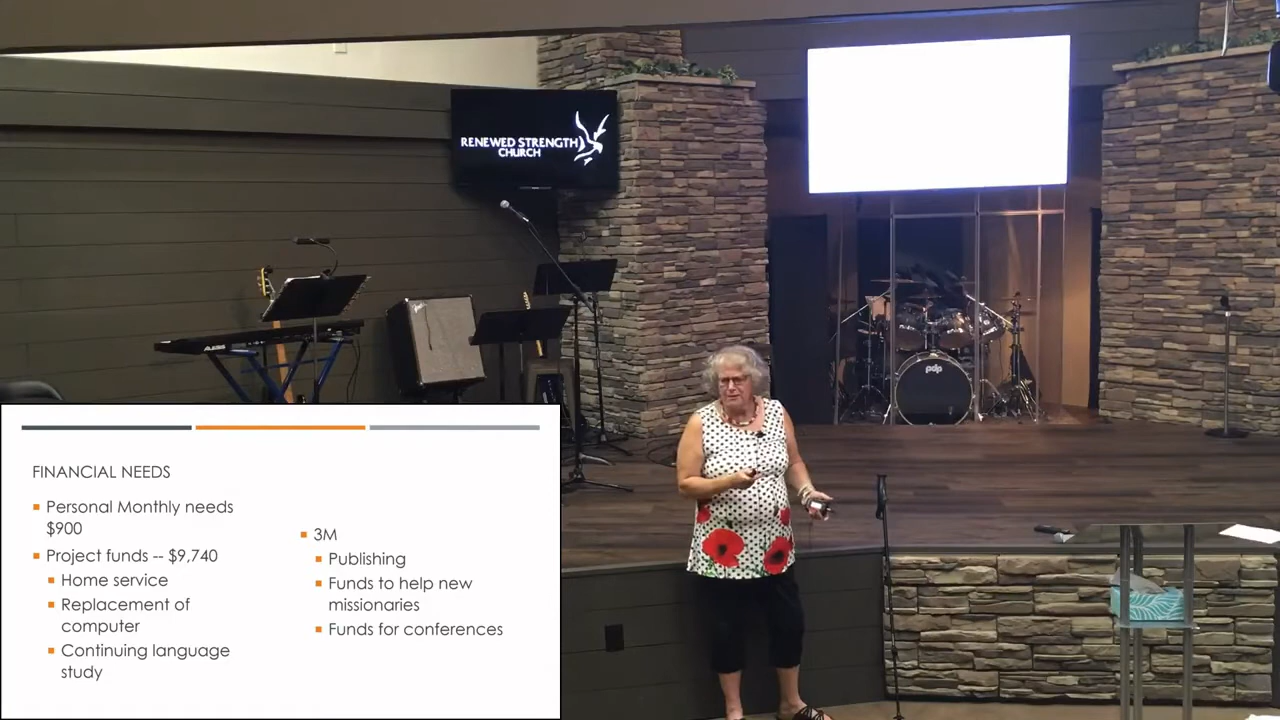 RENEWED STRENGTH
CHURCH
ALESIS
pdp
FINANCIAL NEEDS
Personal Monthly needs
$900
Project funds -- $9,740
Home service
Replacement of
computer
Continuing language
study
3M
Publishing
Funds to help new
missionaries
Funds for conferences